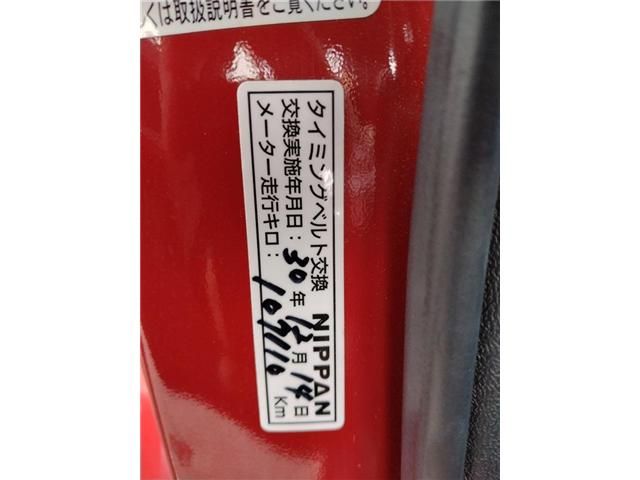 くは取扱説明書をご覧ください。
タイミングベルト交換 NIPPAN
交換実施年月日：30年12月14日
メーター走行キロ： Km